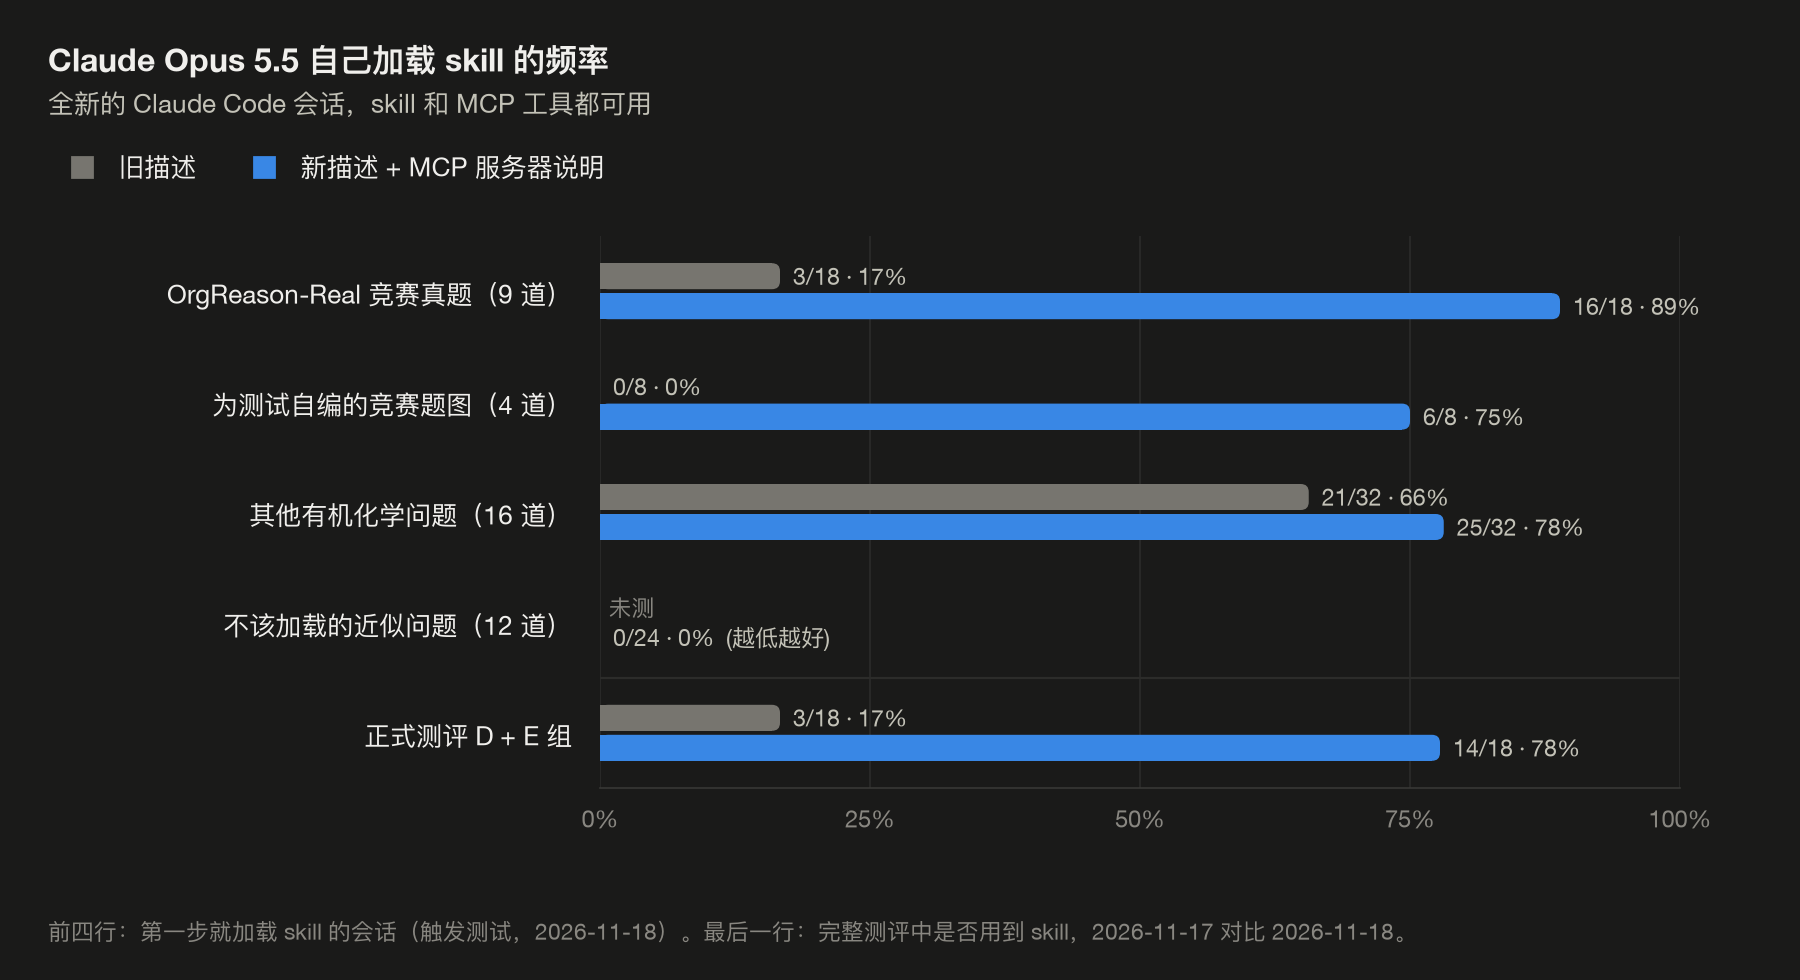 Claude Opus 5.5 自己加载 skill 的频率
全新的 Claude Code 会话，skill 和 MCP 工具都可用
旧描述
新描述 + MCP 服务器说明
OrgReason-Real 竞赛真题（9 道）
3/18 · 17%
16/18 · 89%
为测试自编的竞赛题图（4 道）
0/8 · 0%
6/8 · 75%
其他有机化学问题（16 道）
21/32 · 66%
25/32 · 78%
不该加载的近似问题（12 道）
未测
0/24 · 0% (越低越好)
正式测评 D + E 组
3/18 · 17%
14/18 · 78%
0% 25% 50% 75% 100%
前四行：第一步就加载 skill 的会话（触发测试，2026-11-18）。最后一行：完整测评中是否用到 skill，2026-11-17 对比 2026-11-18。